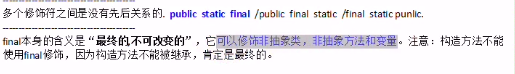 多个修饰符之间是没有先后关系的. public static final /public final static /final static punlic.
final本身的含义是“最终的,不可改变的”，它可以修饰非抽象类，非抽象方法和变量。注意：构造方法不能
使用final修饰，因为构造方法不能被继承，肯定是最终的。